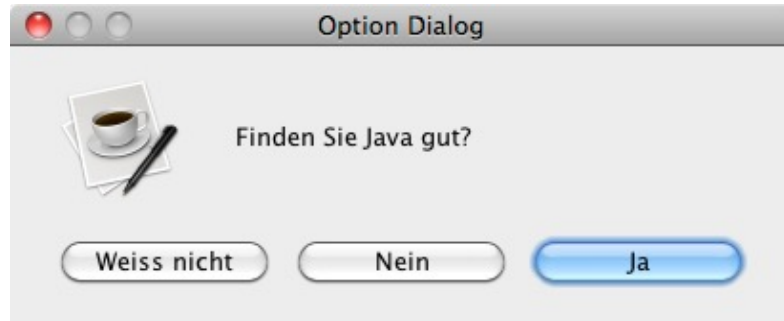 Option Dialog
Finden Sie Java gut?
Weiss nicht Nein Ja